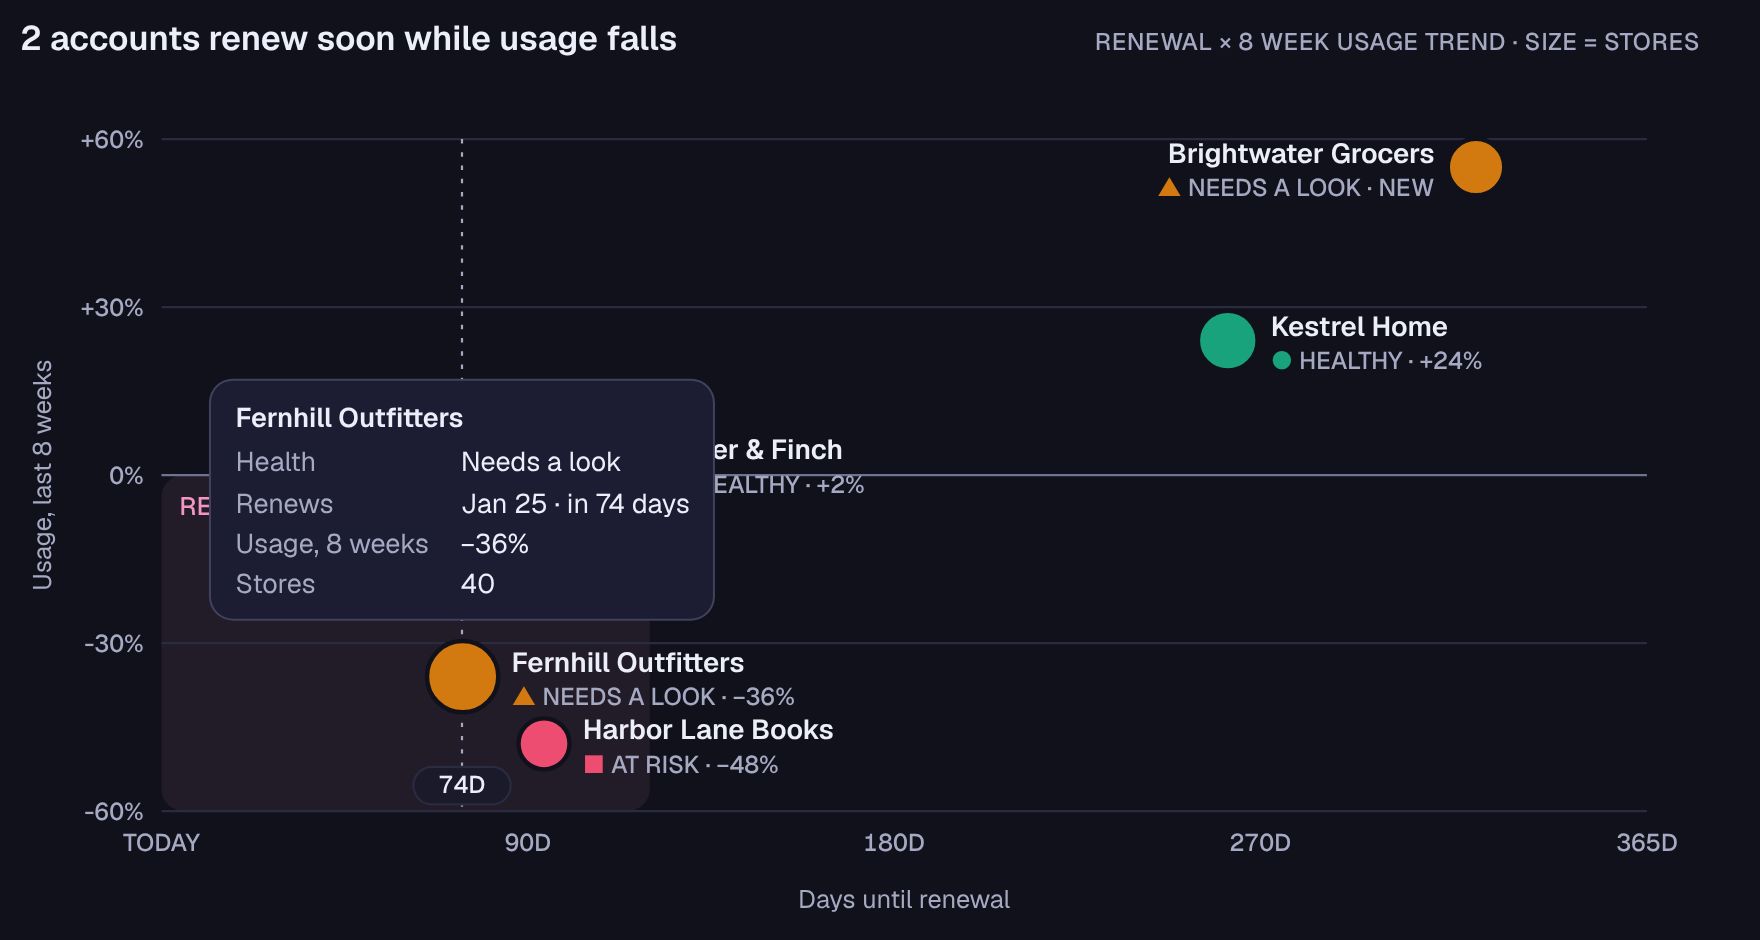 2 accounts renew soon while usage falls
RENEWAL × 8 WEEK USAGE TREND · SIZE = STORES
+60%
Brightwater Grocers
NEEDS A LOOK · NEW
+30%
Kestrel Home
HEALTHY · +24%
Usage, last 8 weeks
Fernhill Outfitters
Health Needs a look
Renews Jan 25 · in 74 days
Usage, 8 weeks −36%
Stores 40
er & Finch
0%
EALTHY · +2%
RE
-30%
Fernhill Outfitters
NEEDS A LOOK · −36%
Harbor Lane Books
AT RISK · −48%
74D
-60%
TODAY 90D 180D 270D 365D
Days until renewal